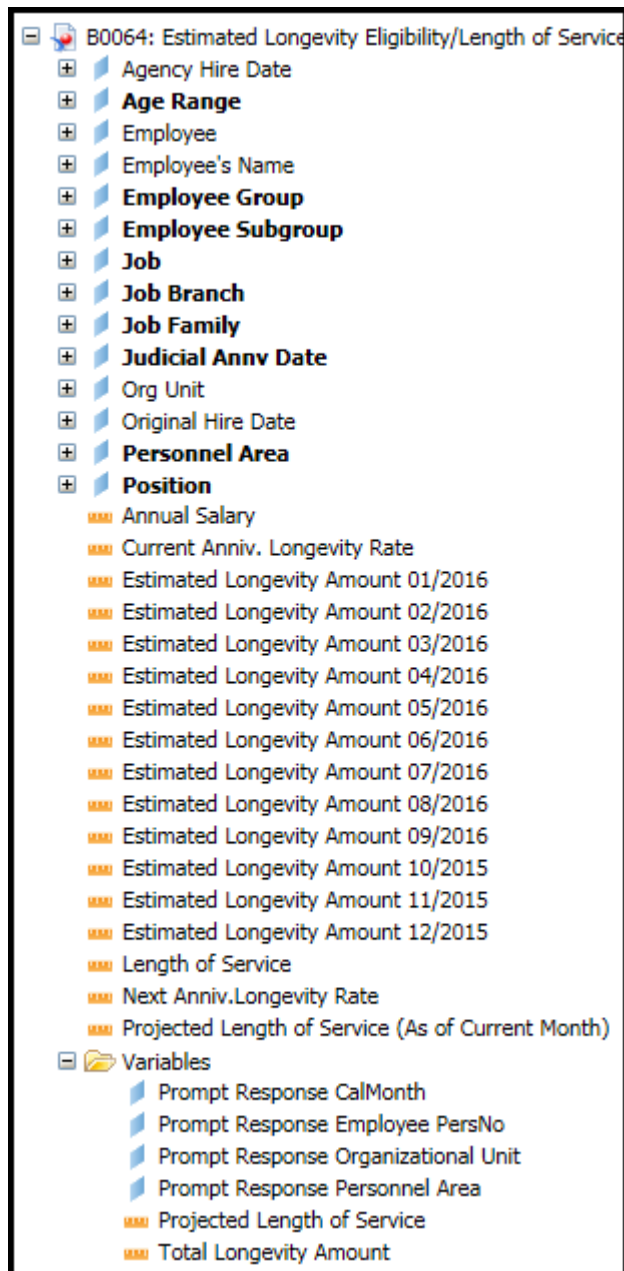 B0064: Estimated Longevity Eligibility/Length of Service
Agency Hire Date
Age Range
Employee
Employee's Name
Employee Group
Employee Subgroup
Job
Job Branch
Job Family
Judicial Annv Date
Org Unit
Original Hire Date
Personnel Area
Position
Annual Salary
Current Anniv. Longevity Rate
Estimated Longevity Amount 01/2016
Estimated Longevity Amount 02/2016
Estimated Longevity Amount 03/2016
Estimated Longevity Amount 04/2016
Estimated Longevity Amount 05/2016
Estimated Longevity Amount 06/2016
Estimated Longevity Amount 07/2016
Estimated Longevity Amount 08/2016
Estimated Longevity Amount 09/2016
Estimated Longevity Amount 10/2015
Estimated Longevity Amount 11/2015
Estimated Longevity Amount 12/2015
Length of Service
Next Anniv.Longevity Rate
Projected Length of Service (As of Current Month)
Variables
Prompt Response CalMonth
Prompt Response Employee PersNo
Prompt Response Organizational Unit
Prompt Response Personnel Area
Projected Length of Service
Total Longevity Amount